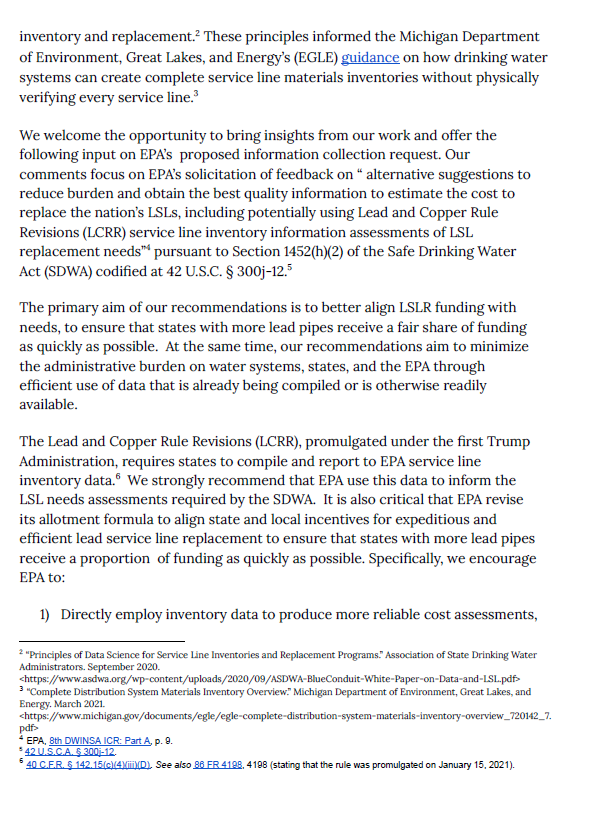 inventory and replacement.² These principles informed the Michigan Department
of Environment, Great Lakes, and Energy’s (EGLE) guidance on how drinking water
systems can create complete service line materials inventories without physically
verifying every service line.³
We welcome the opportunity to bring insights from our work and offer the
following input on EPA’s  proposed information collection request. Our
comments focus on EPA’s solicitation of feedback on “ alternative suggestions to
reduce burden and obtain the best quality information to estimate the cost to
replace the nation’s LSLs, including potentially using Lead and Copper Rule
Revisions (LCRR) service line inventory information assessments of LSL
replacement needs”⁴ pursuant to Section 1452(h)(2) of the Safe Drinking Water
Act (SDWA) codified at 42 U.S.C. § 300j-12.⁵
The primary aim of our recommendations is to better align LSLR funding with
needs, to ensure that states with more lead pipes receive a fair share of funding
as quickly as possible.  At the same time, our recommendations aim to minimize
the administrative burden on water systems, states, and the EPA through
efficient use of data that is already being compiled or is otherwise readily
available.
The Lead and Copper Rule Revisions (LCRR), promulgated under the first Trump
Administration, requires states to compile and report to EPA service line
inventory data.⁶  We strongly recommend that EPA use this data to inform the
LSL needs assessments required by the SDWA.  It is also critical that EPA revise
its allotment formula to align state and local incentives for expeditious and
efficient lead service line replacement to ensure that states with more lead pipes
receive a proportion  of funding as quickly as possible. Specifically, we encourage
EPA to:
1)  Directly employ inventory data to produce more reliable cost assessments,
² “Principles of Data Science for Service Line Inventories and Replacement Programs.” Association of State Drinking Water
Administrators. September 2020.
<https://www.asdwa.org/wp-content/uploads/2020/09/ASDWA-BlueConduit-White-Paper-on-Data-and-LSL.pdf>
³ “Complete Distribution System Materials Inventory Overview.” Michigan Department of Environment, Great Lakes, and
Energy. March 2021.
<https://www.michigan.gov/documents/egle/egle-complete-distribution-system-materials-inventory-overview_720142_7.
pdf>
⁴ EPA, 8th DWINSA ICR: Part A, p. 9.
⁵ 42 U.S.C.A. § 300j-12.
⁶ 40 C.F.R. § 142.15(c)(4)(iii)(D). See also 86 FR 4198, 4198 (stating that the rule was promulgated on January 15, 2021).